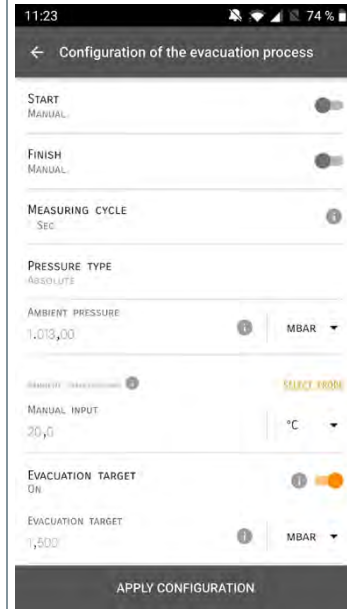 11:23 74 %
Configuration of the evacuation process
START
MANUAL
FINISH
MANUAL
MEASURING CYCLE
SEC
PRESSURE TYPE
ABSOLUTE
AMBIENT PRESSURE
1.013,00 MBAR
SELECT PROBE
MANUAL INPUT
20,0 °C
EVACUATION TARGET
ON
EVACUATION TARGET
1,500 MBAR
APPLY CONFIGURATION